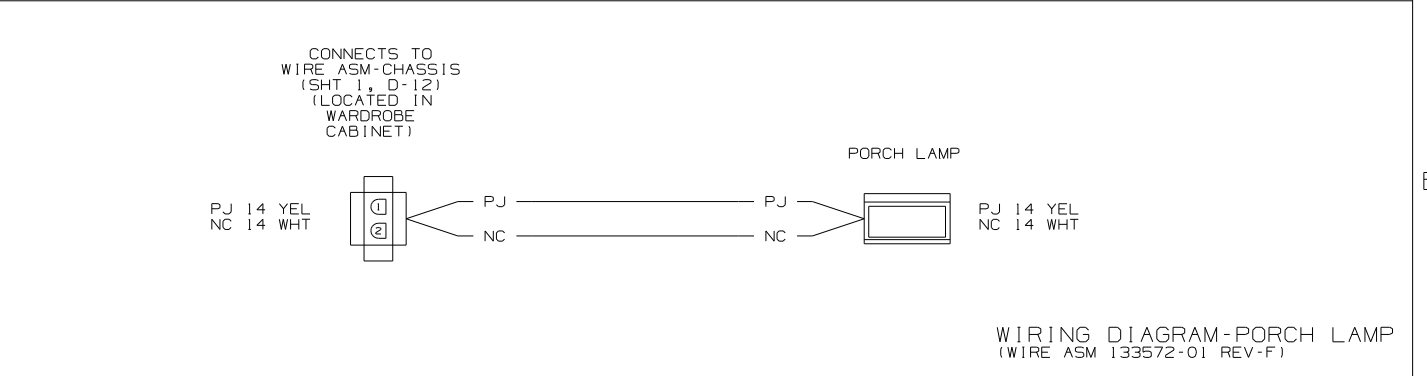 CONNECTS TO
WIRE ASM-CHASSIS
(SHT 1, D-12)
(LOCATED IN
WARDROBE
CABINET)
PORCH LAMP
PJ 14 YEL
NC 14 WHT
1
2
PJ
NC
PJ
NC
PJ 14 YEL
NC 14 WHT
WIRING DIAGRAM-PORCH LAMP
(WIRE ASM 133572-01 REV-F)